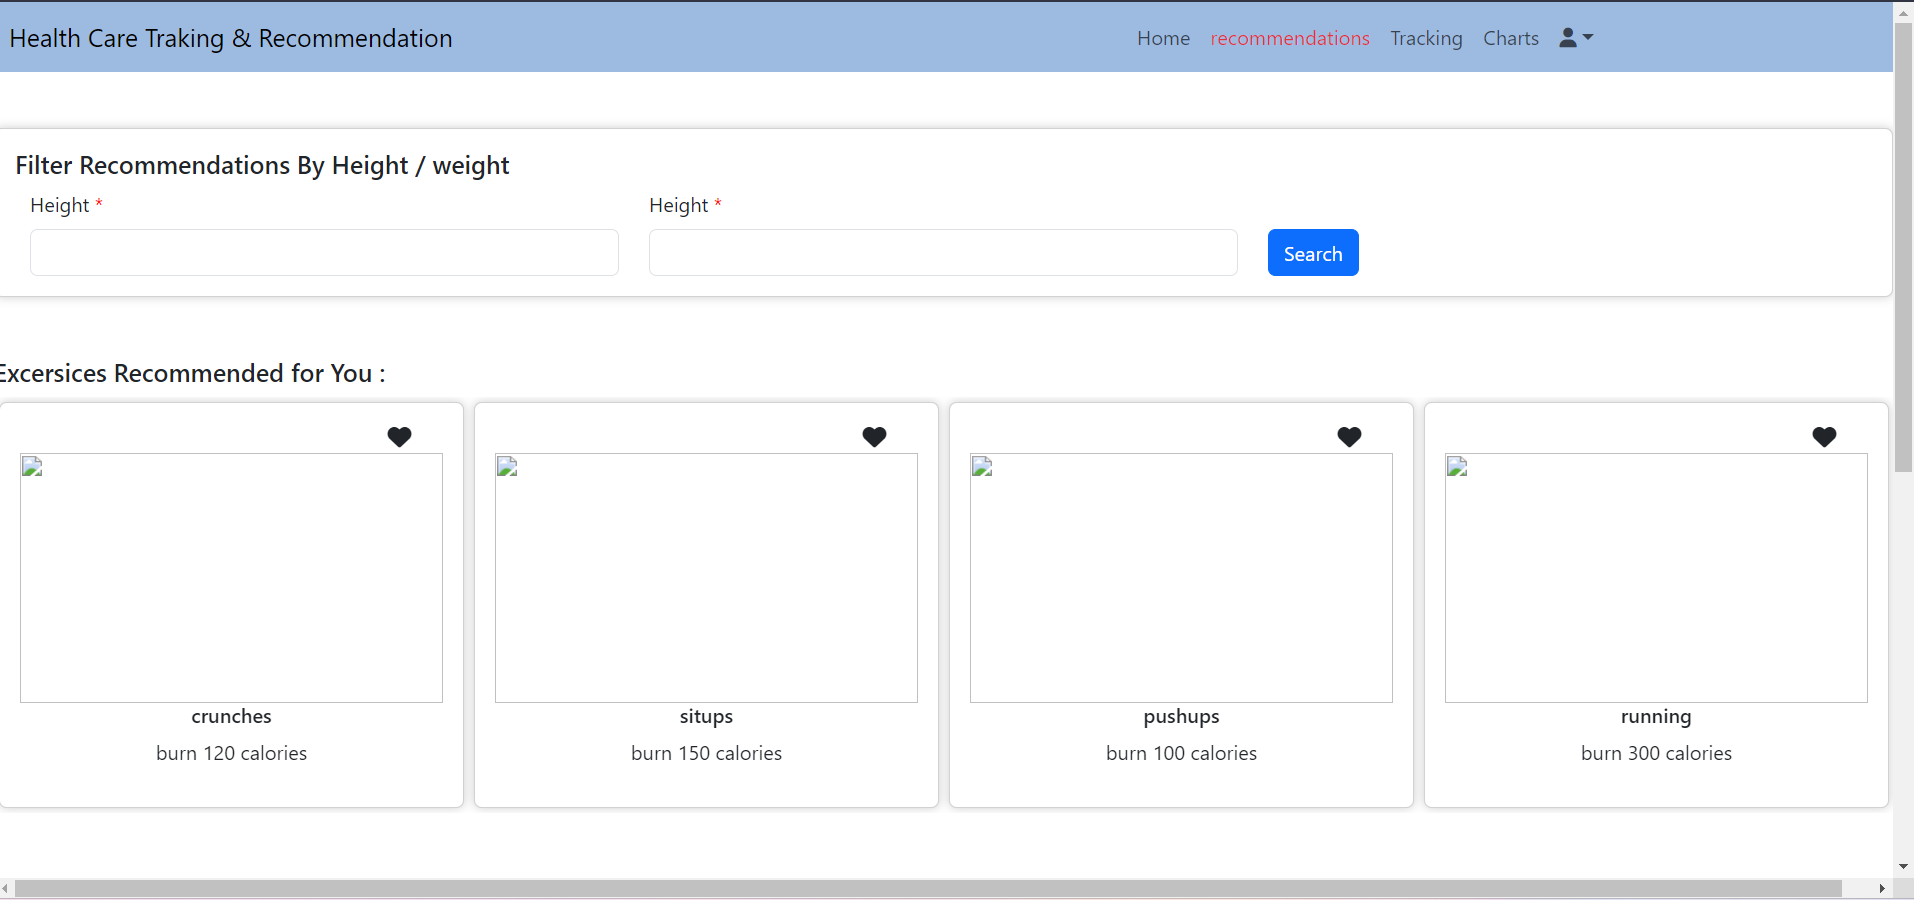 Health Care Traking & Recommendation
Home recommendations Tracking Charts
Filter Recommendations By Height / weight
Height * Height *
Search
Excersices Recommended for You :
crunches situps pushups running
burn 120 calories burn 150 calories burn 100 calories burn 300 calories